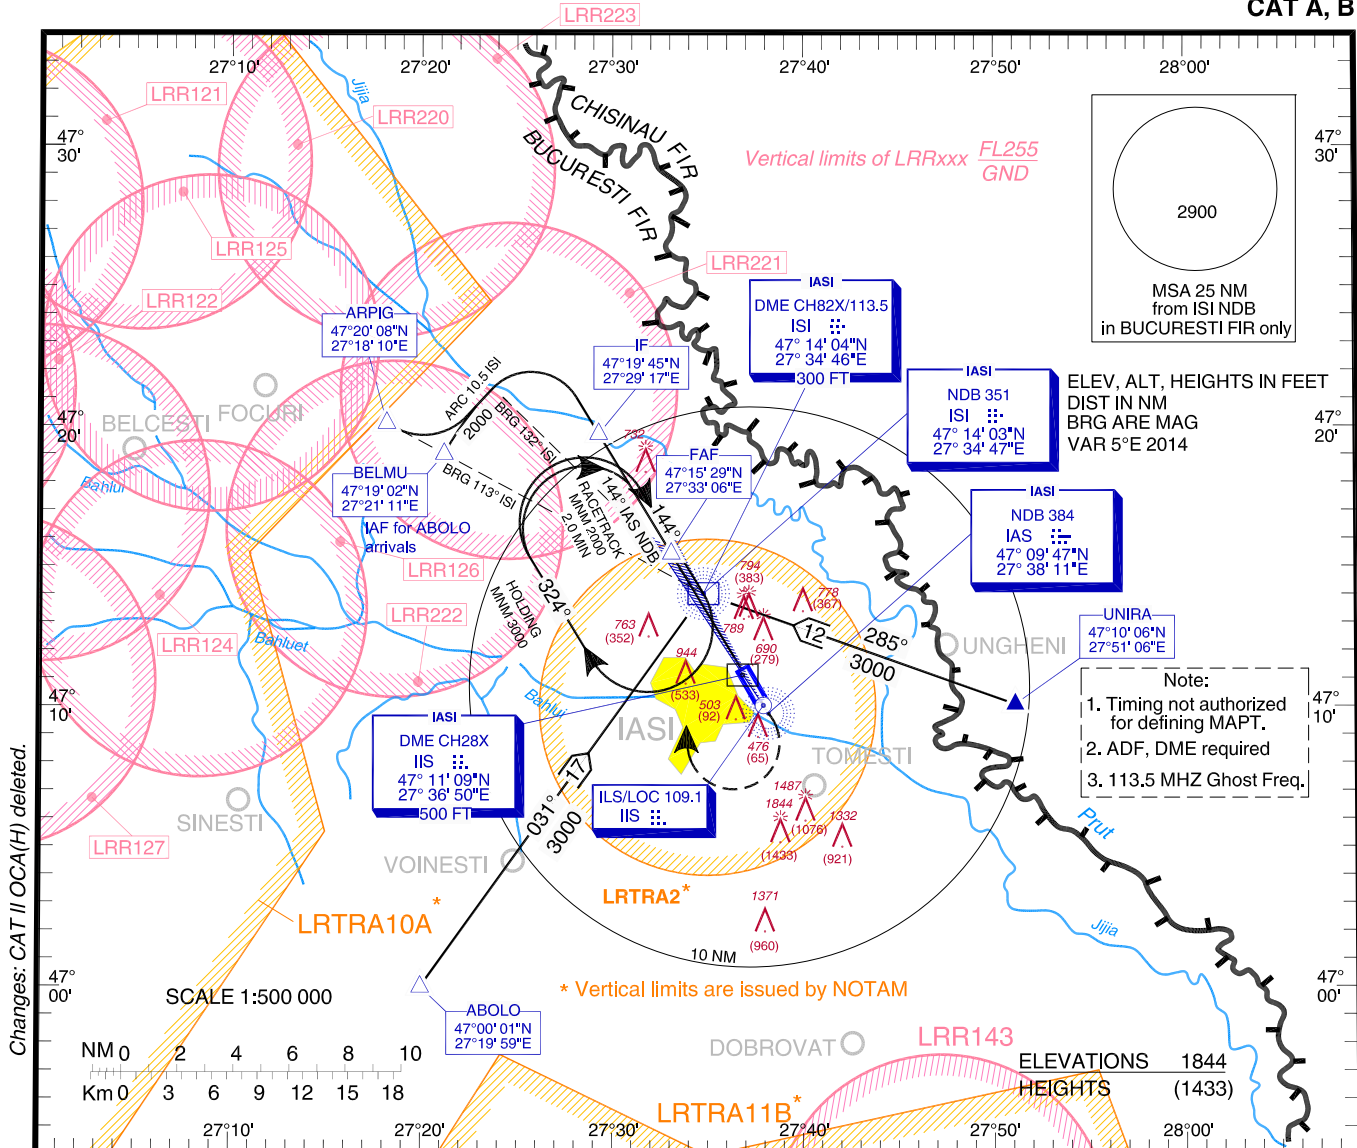 CAT A, B
LRR223
27°10'
27°20'
27°30'
27°40'
27°50'
28°00'
LRR121
Jijia
LRR220
CHISINAU FIR
BUCURESTI FIR
47°
30'
47°
30'
Vertical limits of LRRxxx FL255
GND
2900
MSA 25 NM
from ISI NDB
in BUCURESTI FIR only
LRR125
LRR221
LRR122
ARPIG
47°20' 08"N
27°18' 10"E
IF
47°19' 45"N
27°29' 17"E
IASI
DME CH82X/113.5
ISI
47° 14' 04"N
27° 34' 46"E
300 FT
IASI
NDB 351
ISI
47° 14' 03"N
27° 34' 47"E
ELEV, ALT, HEIGHTS IN FEET
DIST IN NM
BRG ARE MAG
VAR 5°E 2014
ARC 10.5 ISI
2000
BRG 132° ISI
BRG 113° ISI
47°
20'
47°
20'
BELCESTI
FOCURI
732
FAF
47°15' 29"N
27°33' 06"E
BELMU
47°19' 02"N
27°21' 11"E
IAF for ABOLO
arrivals
Bahlui
144° IAS NDB
144°
RACETRACK
MNM 2000
2.0 MIN
IASI
NDB 384
IAS
47° 09' 47"N
27° 38' 11"E
LRR126
HOLDING
MNM 3000
324°
794
(383)
778
(367)
763
(352)
789
690
(279)
12
285°
3000
UNIRA
47°10' 06"N
27°51' 06"E
LRR222
LRR124
Bahluet
UNGHENI
944
(533)
503
(92)
476
(65)
Bahlui
IASI
TOMESTI
Note:
1. Timing not authorized
for defining MAPT.
2. ADF, DME required
3. 113.5 MHZ Ghost Freq.
47°
10'
47°
10'
IASI
DME CH28X
IIS
47° 11' 09"N
27° 36' 50"E
500 FT
17
031°
3000
ILS/LOC 109.1
IIS
1487
(1076)
1844
(1433)
1332
(921)
Prut
SINESTI
LRR127
VOINESTI
LRTRA2*
1371
(960)
LRTRA10A*
10 NM
Jijia
47°
00'
47°
00'
SCALE 1:500 000
* Vertical limits are issued by NOTAM
ABOLO
47°00' 01"N
27°19' 59"E
DOBROVAT
LRR143
NM 0 2 4 6 8 10
Km 0 3 6 9 12 15 18
ELEVATIONS 1844
HEIGHTS (1433)
LRTRA11B*
27°10'
27°20'
27°30'
27°40'
27°50'
28°00'
Changes: CAT II OCA(H) deleted.